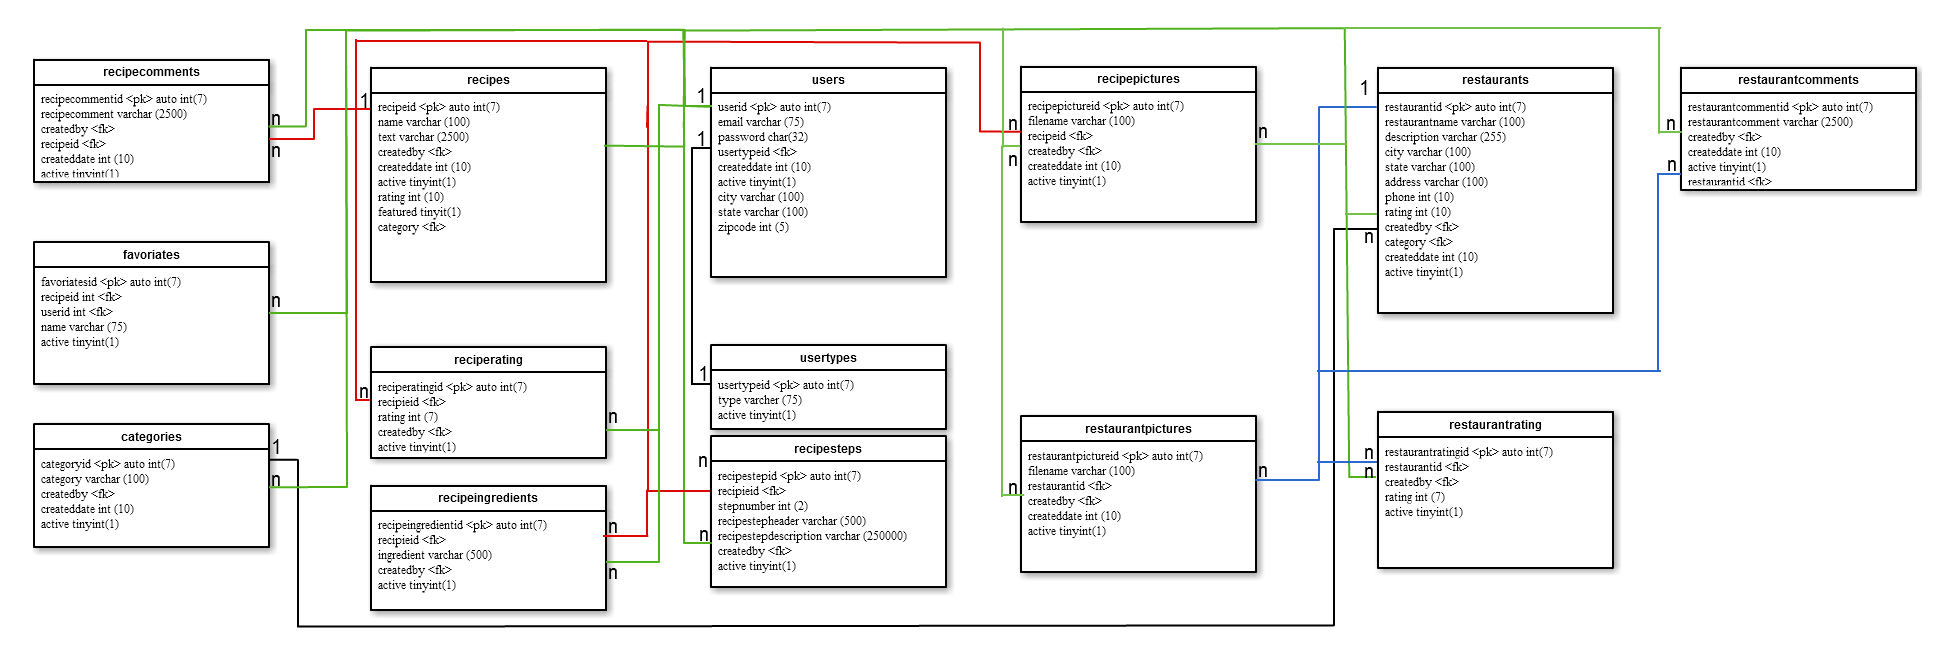 recipecomments
recipecommentid <pk> auto int(7)
recipecomment varchar (2500)
createdby <fk>
recipeid <fk>
createddate int (10)
active tinyint(1)
n
n
favoriates
favoriatesid <pk> auto int(7)
recipeid int <fk>
userid int <fk>
name varchar (75)
active tinyint(1)
n
categories
categoryid <pk> auto int(7)
category varchar (100)
createdby <fk>
createddate int (10)
active tinyint(1)
1
n
recipes
1
recipeid <pk> auto int(7)
name varchar (100)
text varchar (2500)
createdby <fk>
createddate int (10)
active tinyint(1)
rating int (10)
featured tinyit(1)
category <fk>
reciperating
n
reciperatingid <pk> auto int(7)
recipieid <fk>
rating int (7)
createdby <fk>
active tinyint(1)
n
recipeingredients
recipeingredientid <pk> auto int(7)
recipieid <fk>
ingredient varchar (500)
createdby <fk>
active tinyint(1)
n
n
users
1
1
userid <pk> auto int(7)
email varchar (75)
password char(32)
usertypeid <fk>
createddate int (10)
active tinyint(1)
city varchar (100)
state varchar (100)
zipcode int (5)
usertypes
1
usertypeid <pk> auto int(7)
type varcher (75)
active tinyint(1)
recipesteps
n
n
recipestepid <pk> auto int(7)
recipieid <fk>
stepnumber int (2)
recipestepheader varchar (500)
recipestepdescription varchar (250000)
createdby <fk>
active tinyint(1)
recipepictures
n
n
recipepictureid <pk> auto int(7)
filename varchar (100)
recipeid <fk>
createdby <fk>
createddate int (10)
active tinyint(1)
n
restaurantpictures
n
restaurantpictureid <pk> auto int(7)
filename varchar (100)
restaurantid <fk>
createdby <fk>
createddate int (10)
active tinyint(1)
n
restaurants
1
restaurantid <pk> auto int(7)
restaurantname varchar (100)
description varchar (255)
city varchar (100)
state varchar (100)
address varchar (100)
phone int (10)
rating int (10)
createdby <fk>
category <fk>
createddate int (10)
active tinyint(1)
n
restaurantrating
n
n
restaurantratingid <pk> auto int(7)
restaurantid <fk>
createdby <fk>
rating int (7)
active tinyint(1)
restaurantcomments
n
n
restaurantcommentid <pk> auto int(7)
restaurantcomment varchar (2500)
createdby <fk>
createddate int (10)
active tinyint(1)
restaurantid <fk>